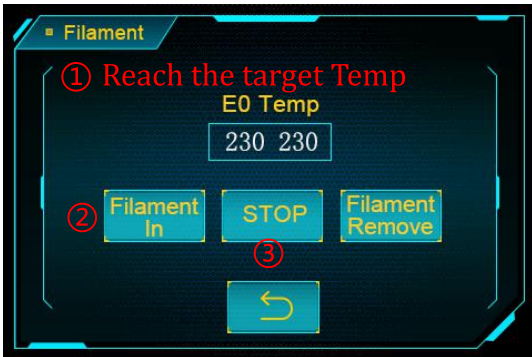 Filament
① Reach the target Temp
E0 Temp
230 230
② Filament In
STOP
Filament Remove
③